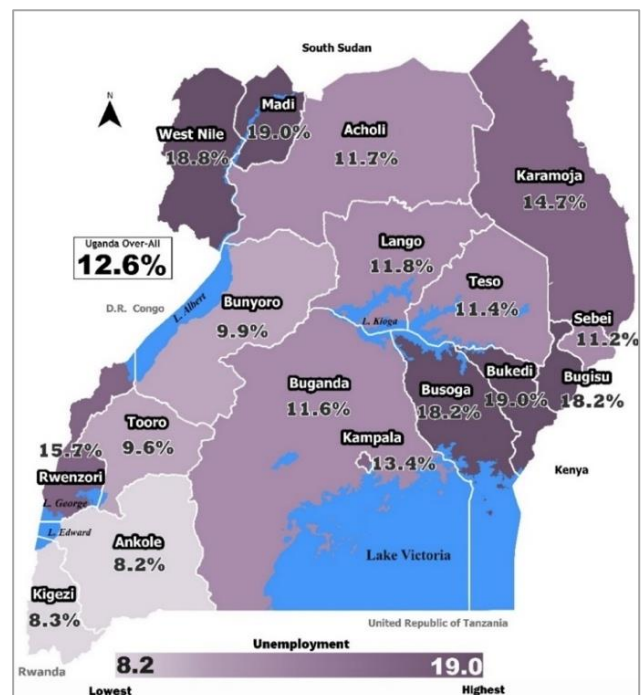 South Sudan
Madi
19.0%
West Nile
18.8%
Acholi
11.7%
Karamoja
14.7%
Uganda Over-All
12.6%
Lango
11.8%
Teso
11.4%
D.R. Congo
L. Albert
Bunyoro
9.9%
L. Kioga
Sebei
11.2%
Bukedi
19.0%
Bugisu
18.2%
Buganda
11.6%
Busoga
18.2%
Tooro
9.6%
Kampala
13.4%
15.7%
Rwenzori
Kenya
L. George
L. Edward
Ankole
8.2%
Lake Victoria
Kigezi
8.3%
United Republic of Tanzania
Rwanda
Unemployment
8.2 19.0
Lowest Highest